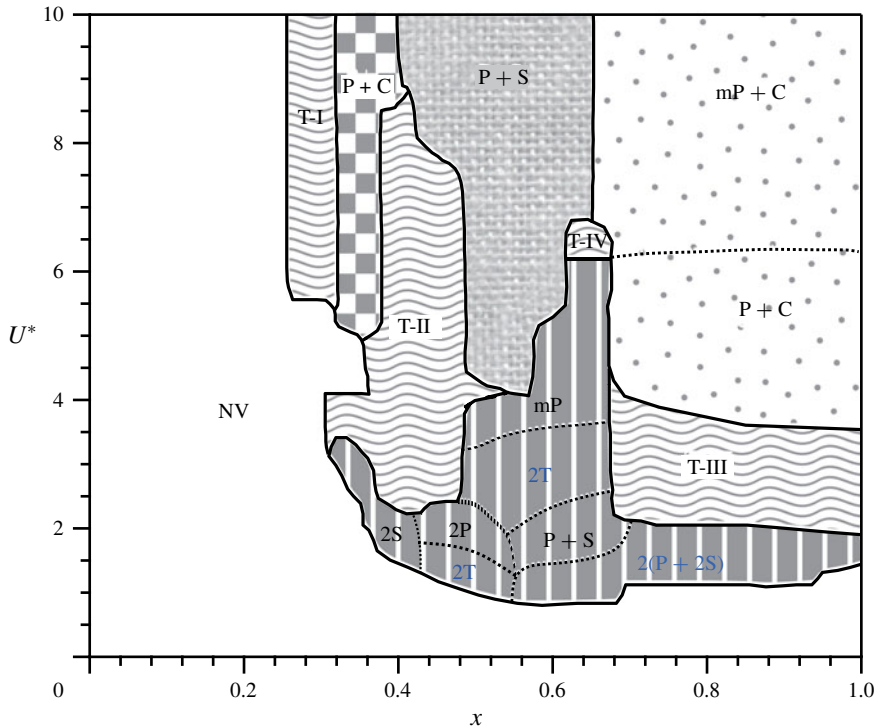 10
8
6
4
2
0
U*
T-I
P + C
P + S
mP + C
T-IV
P + C
T-II
NV
mP
2T
T-III
2S
2P
P + S
2T
2(P + 2S)
0.2
0.4
0.6
0.8
1.0
x